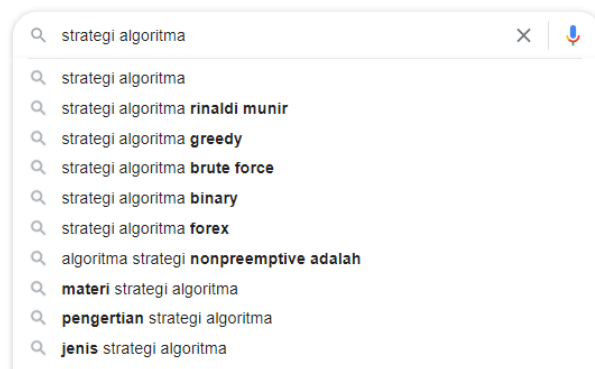 strategi algoritma
strategi algoritma
strategi algoritma rinaldi munir
strategi algoritma greedy
strategi algoritma brute force
strategi algoritma binary
strategi algoritma forex
algoritma strategi nonpreemptive adalah
materi strategi algoritma
pengertian strategi algoritma
jenis strategi algoritma